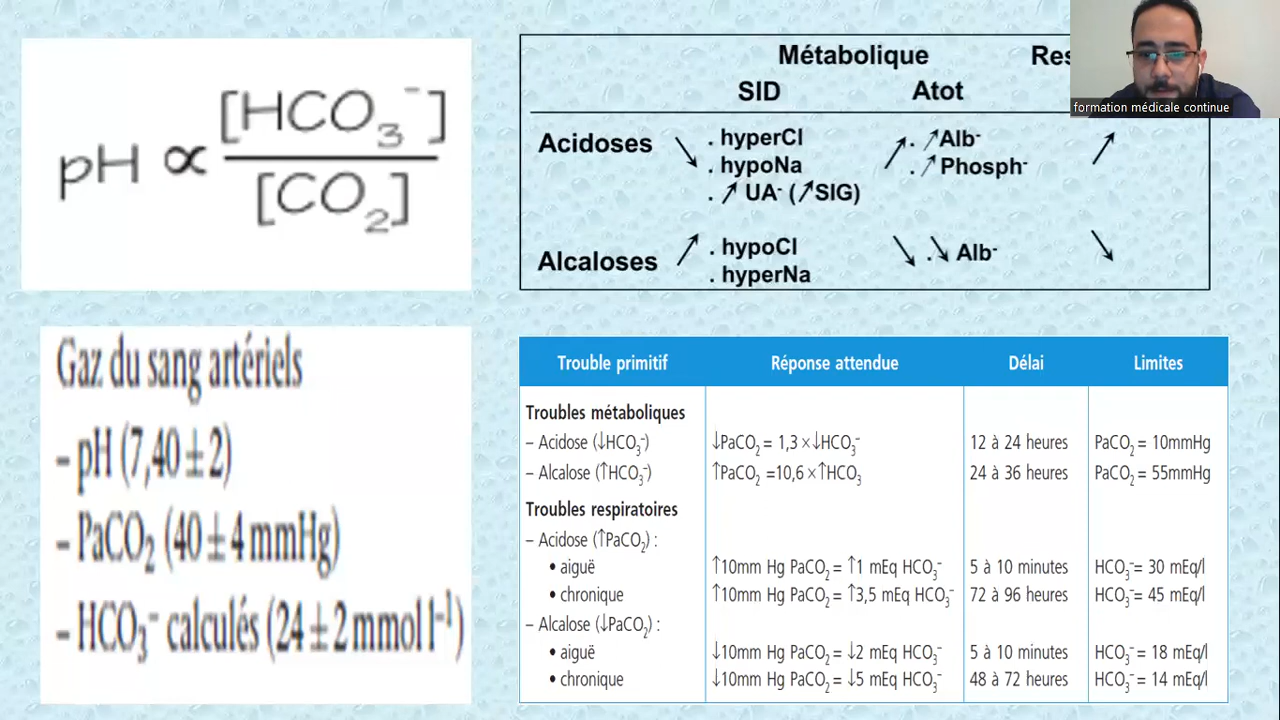 pH ∝ [HCO₃⁻]
[CO₂]
Métabolique
SID Atot
Acidoses ↘ . hyperCl ↗ . ↗Alb⁻ ↗
. hypoNa . ↗Phosph⁻
. ↗ UA⁻ (↗SIG)
Alcaloses ↗ . hypoCl ↘ .↘ Alb⁻ ↘
. hyperNa
formation médicale continue
Gaz du sang artériels
– pH (7,40 ± 2)
– PaCO₂ (40 ± 4 mmHg)
– HCO₃⁻ calculés (24 ± 2 mmol l⁻¹)
Trouble primitif Réponse attendue Délai Limites
Troubles métaboliques
– Acidose (↓HCO₃⁻) ↓PaCO₂ = 1,3 × ↓HCO₃⁻ 12 à 24 heures PaCO₂ = 10mmHg
– Alcalose (↑HCO₃⁻) ↑PaCO₂ =10,6 × ↑HCO₃ 24 à 36 heures PaCO₂ = 55mmHg
Troubles respiratoires
– Acidose (↑PaCO₂) :
• aiguë ↑10mm Hg PaCO₂ = ↑1 mEq HCO₃⁻ 5 à 10 minutes HCO₃⁻= 30 mEq/l
• chronique ↑10mm Hg PaCO₂ = ↑3,5 mEq HCO₃⁻ 72 à 96 heures HCO₃⁻= 45 mEq/l
– Alcalose (↓PaCO₂) :
• aiguë ↓10mm Hg PaCO₂ = ↓2 mEq HCO₃⁻ 5 à 10 minutes HCO₃⁻ = 18 mEq/l
• chronique ↓10mm Hg PaCO₂ = ↓5 mEq HCO₃⁻ 48 à 72 heures HCO₃⁻ = 14 mEq/l